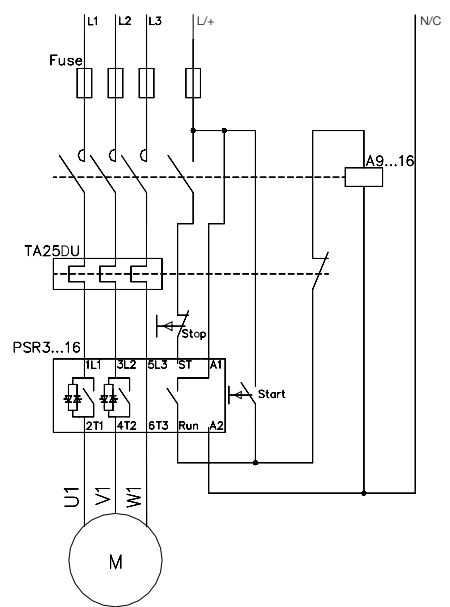 L1 L2 L3 L/+ N/C
Fuse
A9...16
TA25DU
Stop
PSR3...16
1L1 3L2 5L3 ST A1
Start
2T1 4T2 6T3 Run A2
U1 V1 W1
M